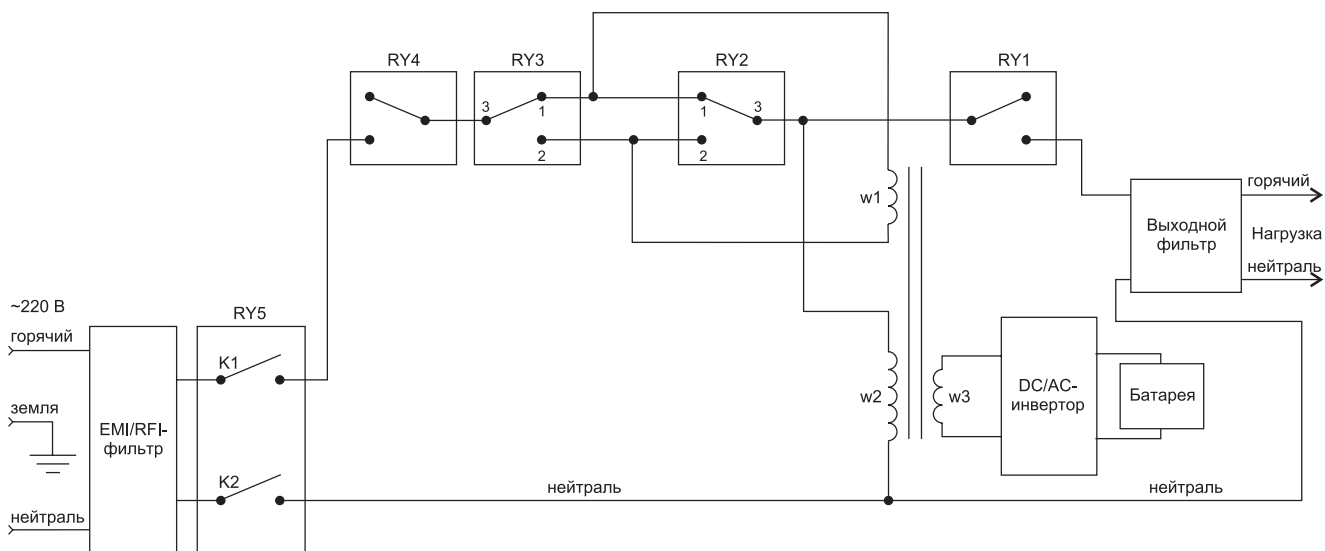 RY4
RY3
RY2
RY1
3
1
2
1
3
2
w1
горячий
Выходной
фильтр
Нагрузка
нейтраль
~220 В
горячий
RY5
K1
земля
EMI/RFI-
фильтр
w2
w3
DC/AC-
инвертор
Батарея
K2
нейтраль
нейтраль
нейтраль